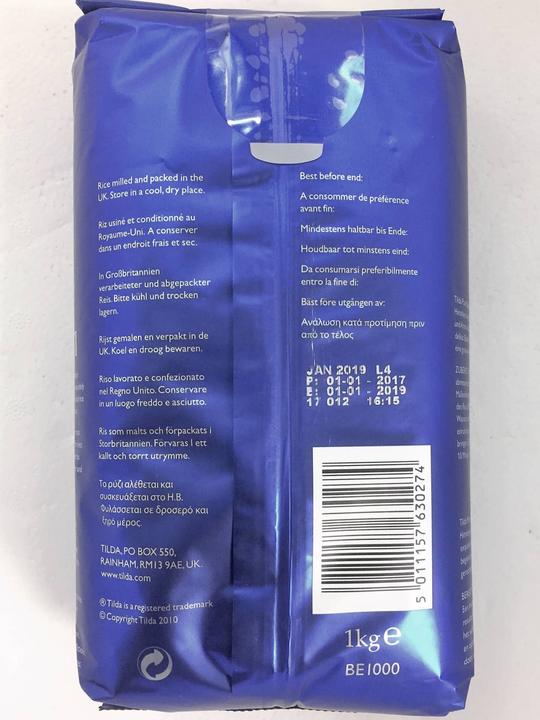 Rice milled and packed in the
UK. Store in a cool, dry place.
Riz usiné et conditionné au
Royaume-Uni. A conserver
dans un endroit frais et sec.
In Großbritannien
verarbeiteter und abgepackter
Reis. Bitte kühl und trocken
lagern.
Rijst gemalen en verpakt in de
UK. Koel en droog bewaren.
Riso lavorato e confezionato
nel Regno Unito. Conservare
in un luogo freddo e asciutto.
Ris som malts och förpackats i
Storbritannien. Förvaras I ett
kallt och torrt utrymme.
Το ρύζι αλέθεται και
συσκευάζεται στο Η.Β.
Φυλάσσεται σε δροσερό και
ξηρό μέρος.
TILDA, PO BOX 550,
RAINHAM, RM13 9AE, UK.
www.tilda.com
® Tilda is a registered trademark
© Copyright Tilda 2010
Best before end:
A consommer de préférence
avant fin:
Mindestens haltbar bis Ende:
Houdbaar tot minstens eind:
Da consumarsi preferibilmente
entro la fine di:
Bäst före utgången av:
Ανάλωση κατά προτίμηση πριν
από το τέλος
JAN 2019 L4
P: 01-01 - 2017
E: 01-01 - 2019
17 012 16:15
5 011157 630274
1kg e
BE1000